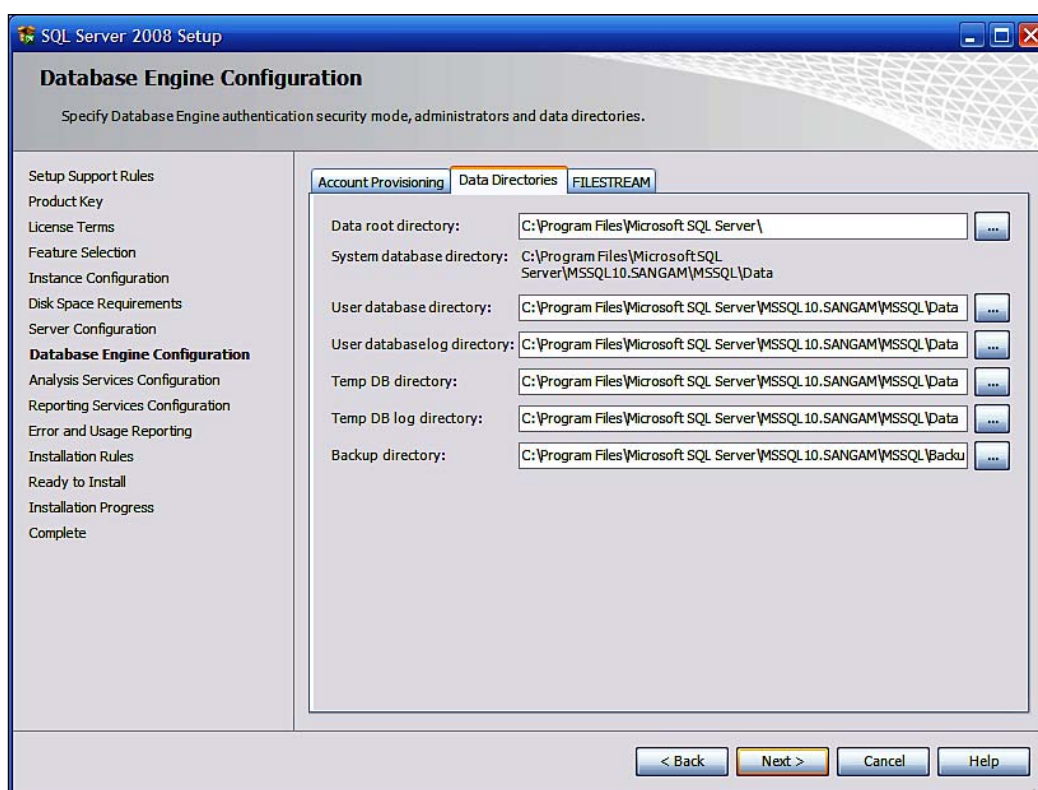 SQL Server 2008 Setup
Database Engine Configuration
Specify Database Engine authentication security mode, administrators and data directories.
Setup Support Rules
Product Key
License Terms
Feature Selection
Instance Configuration
Disk Space Requirements
Server Configuration
Database Engine Configuration
Analysis Services Configuration
Reporting Services Configuration
Error and Usage Reporting
Installation Rules
Ready to Install
Installation Progress
Complete
Account Provisioning Data Directories FILESTREAM
Data root directory: C:\Program Files\Microsoft SQL Server\ ...
System database directory: C:\Program Files\Microsoft SQL
Server\MSSQL10.SANGAM\MSSQL\Data
User database directory: C:\Program Files\Microsoft SQL Server\MSSQL10.SANGAM\MSSQL\Data ...
User database log directory: C:\Program Files\Microsoft SQL Server\MSSQL10.SANGAM\MSSQL\Data ...
Temp DB directory: C:\Program Files\Microsoft SQL Server\MSSQL10.SANGAM\MSSQL\Data ...
Temp DB log directory: C:\Program Files\Microsoft SQL Server\MSSQL10.SANGAM\MSSQL\Data ...
Backup directory: C:\Program Files\Microsoft SQL Server\MSSQL10.SANGAM\MSSQL\Backu ...
< Back Next > Cancel Help